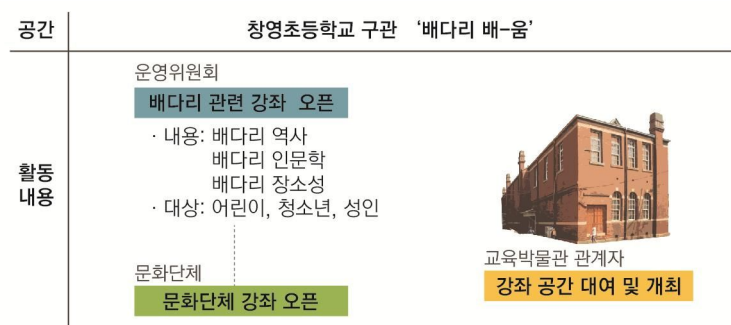 공간
창영초등학교 구관 '배다리 배-움'
활동
내용
운영위원회
배다리 관련 강좌 오픈
· 내용: 배다리 역사
배다리 인문학
배다리 장소성
· 대상: 어린이, 청소년, 성인
문화단체
문화단체 강좌 오픈
교육박물관 관계자
강좌 공간 대여 및 개최